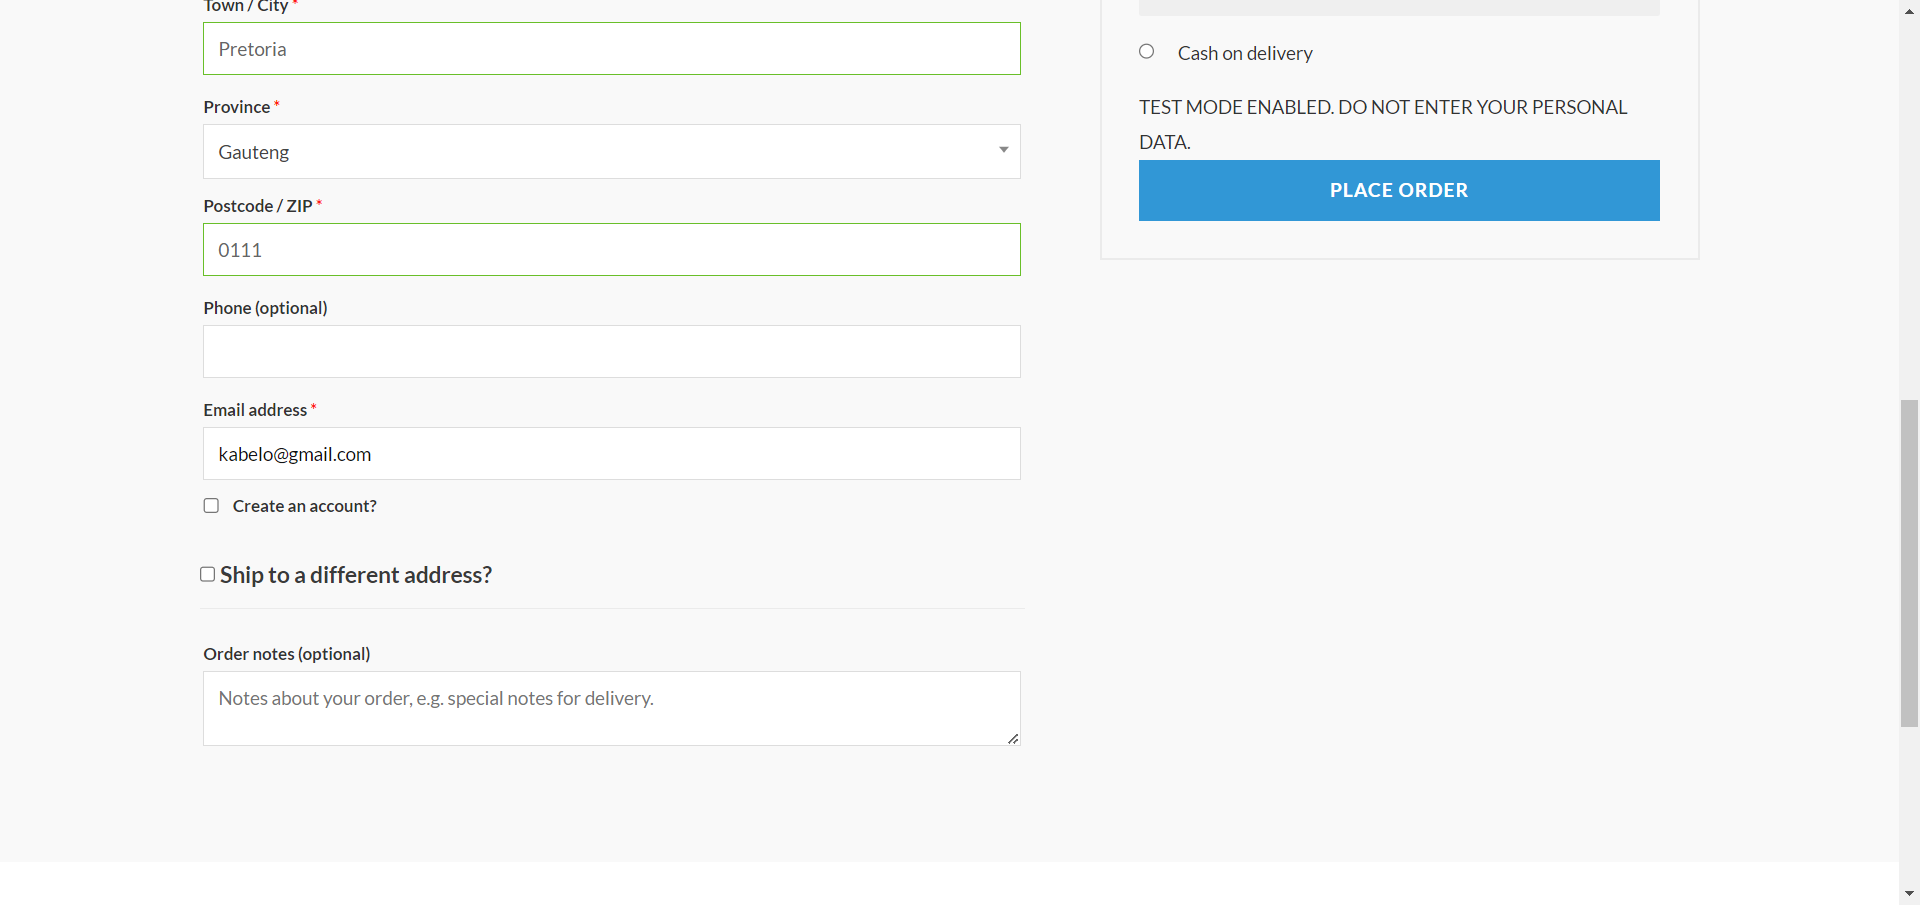 Town / City *
Pretoria
Province *
Gauteng
Postcode / ZIP *
0111
Phone (optional)
Email address *
kabelo@gmail.com
Create an account?
Ship to a different address?
Order notes (optional)
Notes about your order, e.g. special notes for delivery.
Cash on delivery
TEST MODE ENABLED. DO NOT ENTER YOUR PERSONAL
DATA.
PLACE ORDER